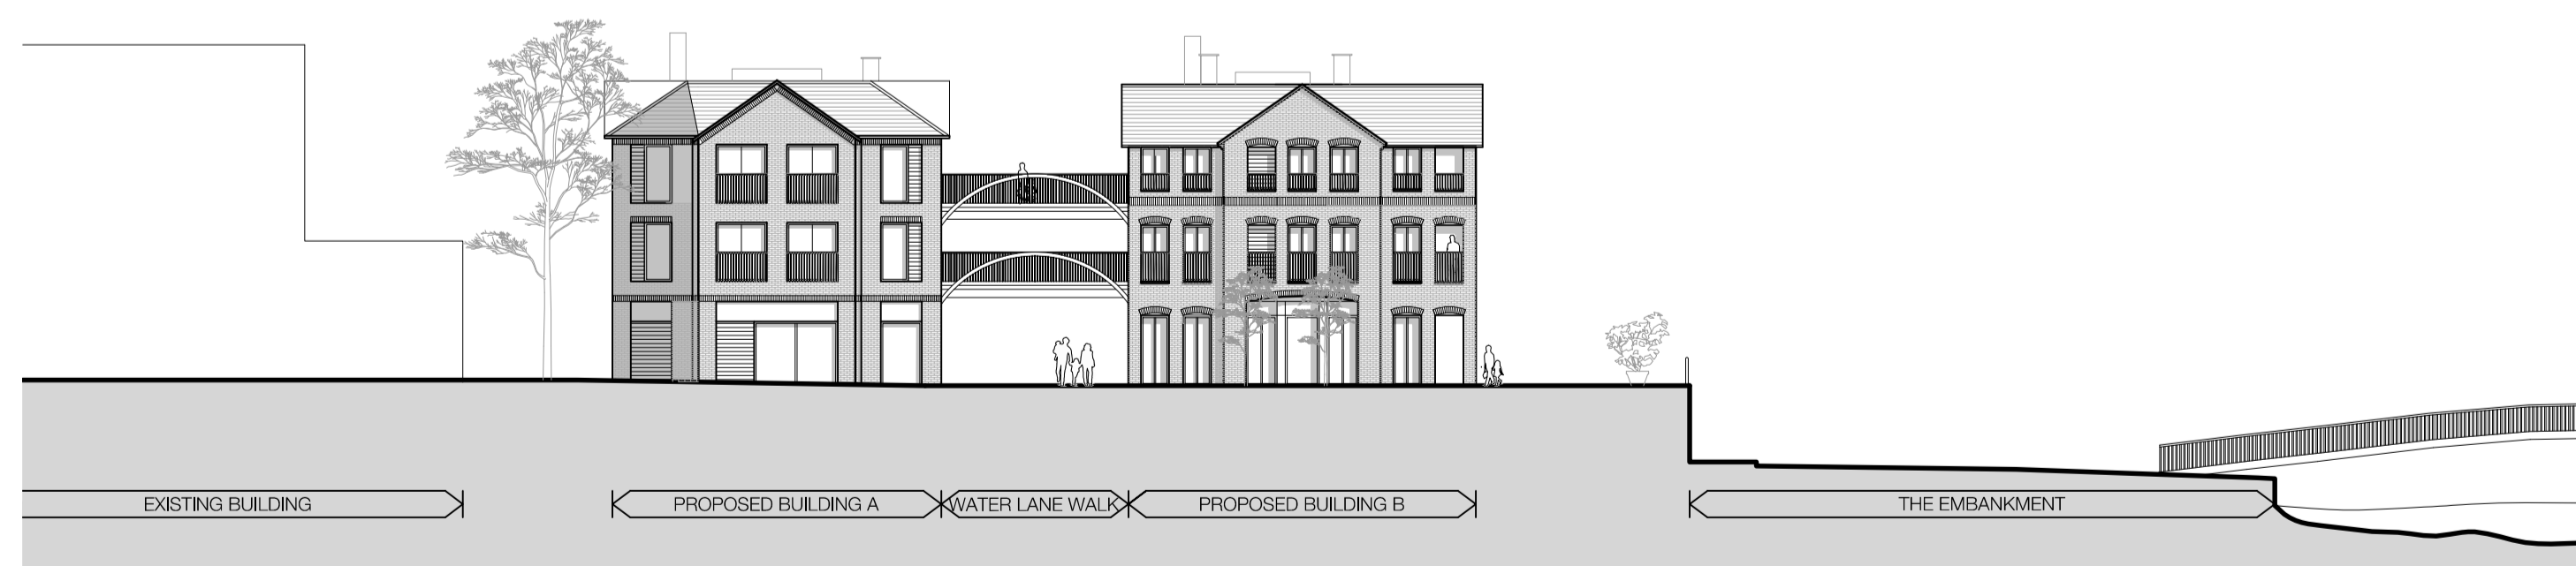 EXISTING BUILDING
PROPOSED BUILDING A
WATER LANE WALK
PROPOSED BUILDING B
THE EMBANKMENT